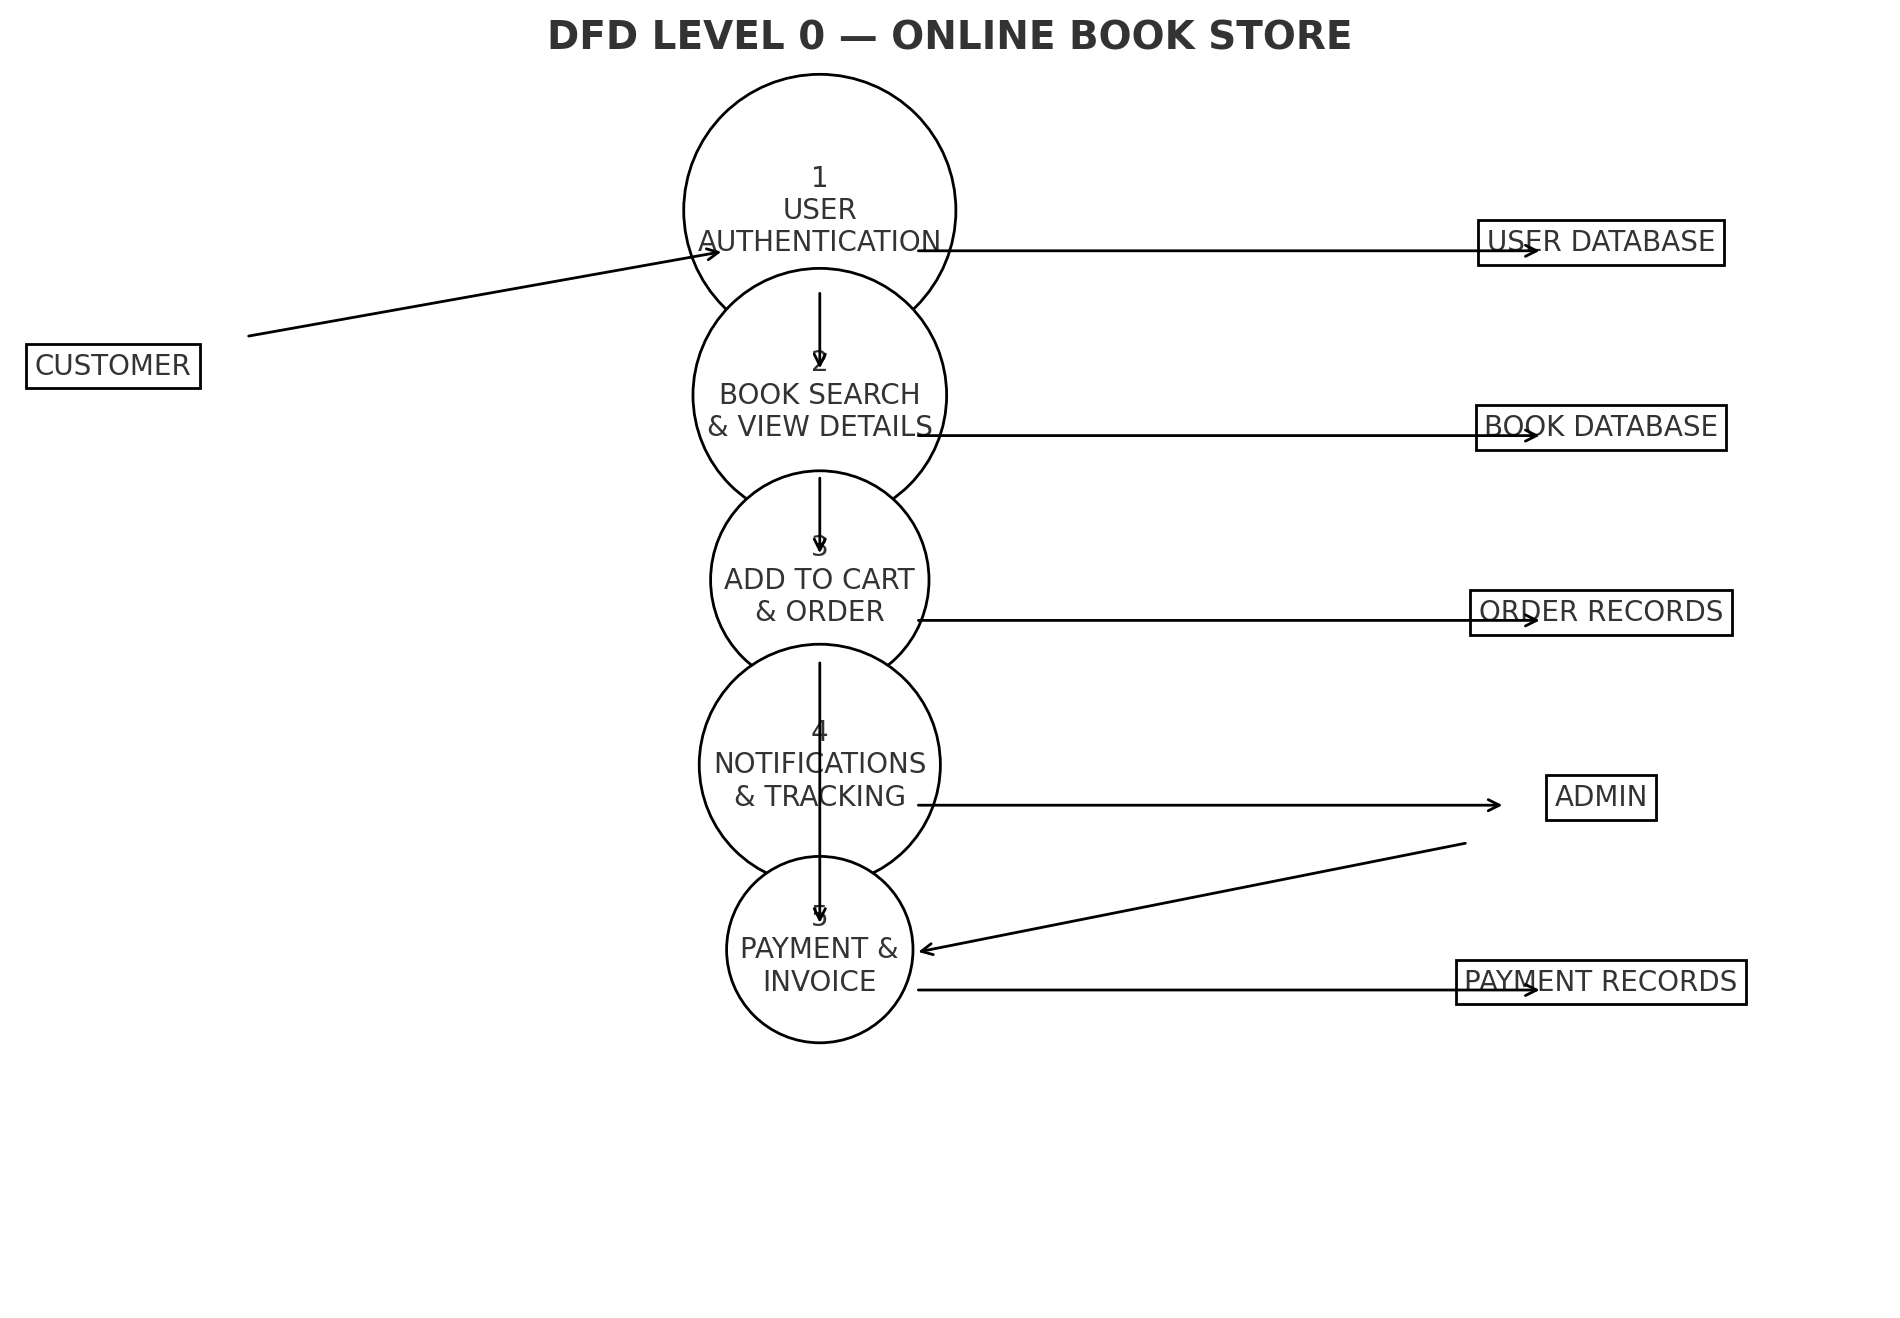 DFD LEVEL 0 — ONLINE BOOK STORE
1
USER
AUTHENTICATION
USER DATABASE
CUSTOMER
2
BOOK SEARCH
& VIEW DETAILS
BOOK DATABASE
3
ADD TO CART
& ORDER
ORDER RECORDS
4
NOTIFICATIONS
& TRACKING
ADMIN
5
PAYMENT &
INVOICE
PAYMENT RECORDS